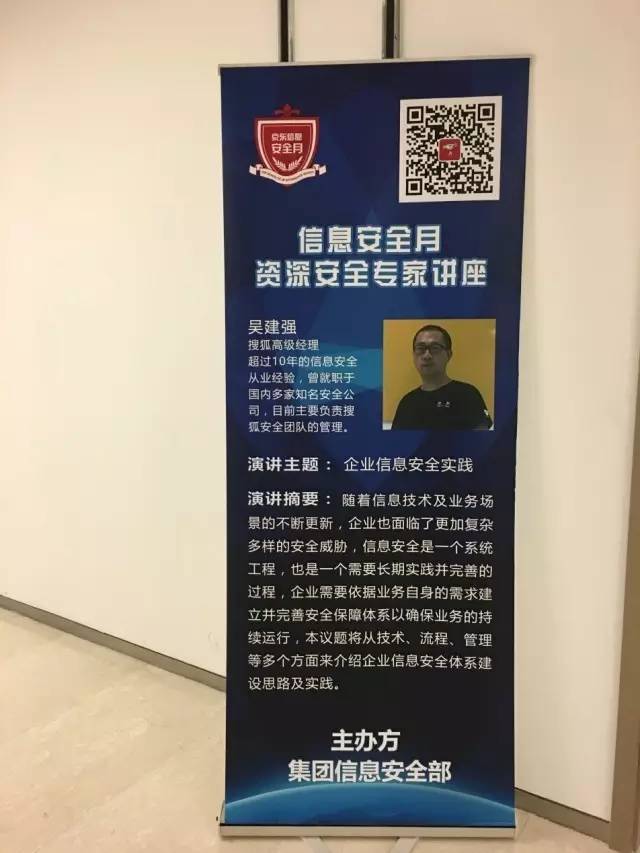 京东信息
安全月
信息安全月
资深安全专家讲座
吴建强
搜狐高级经理
超过10年的信息安全
从业经验，曾就职于
国内多家知名安全公
司，目前主要负责搜
狐安全团队的管理。
演讲主题： 企业信息安全实践
演讲摘要： 随着信息技术及业务场
景的不断更新，企业也面临了更加复杂
多样的安全威胁，信息安全是一个系统
工程，也是一个需要长期实践并完善的
过程，企业需要依据业务自身的需求建
立并完善安全保障体系以确保业务的持
续运行，本议题将从技术、流程、管理
等多个方面来介绍企业信息安全体系建
设思路及实践。
主办方
集团信息安全部